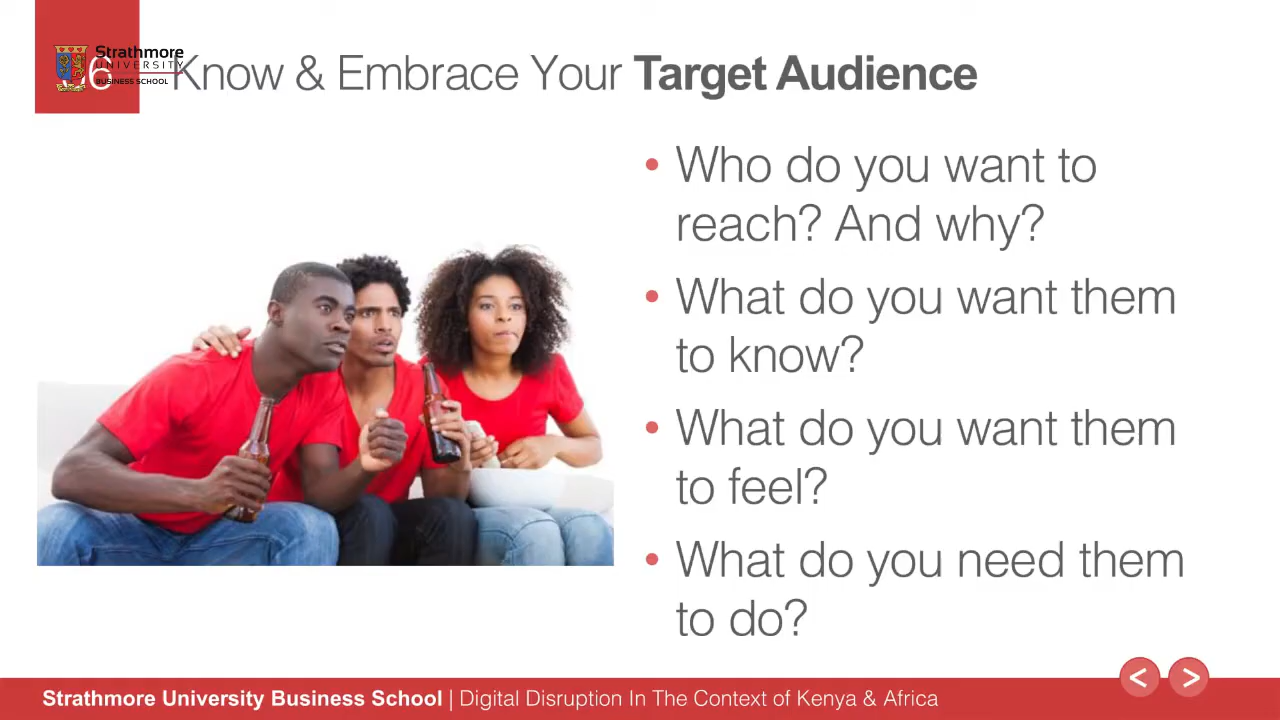 Strathmore
UNIVERSITY
BUSINESS SCHOOL
6
Know & Embrace Your Target Audience
• Who do you want to
reach? And why?
• What do you want them
to know?
• What do you want them
to feel?
• What do you need them
to do?
Strathmore University Business School | Digital Disruption In The Context of Kenya & Africa